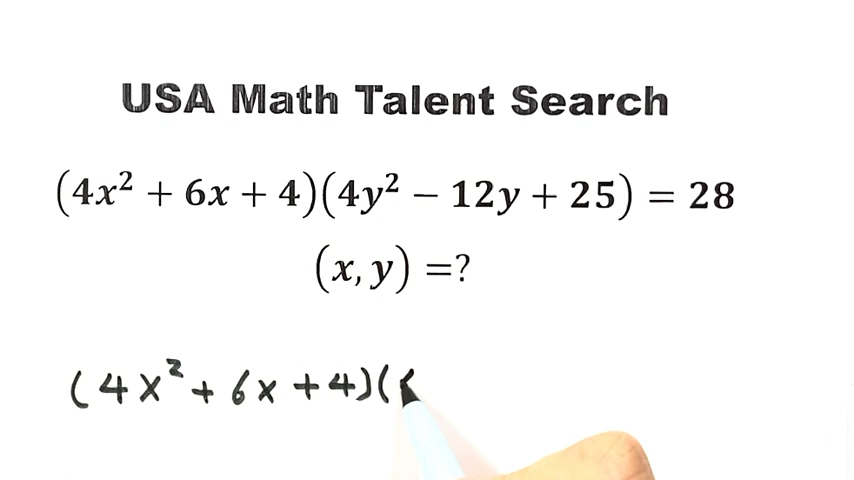 USA Math Talent Search
(4x² + 6x + 4)(4y² − 12y + 25) = 28
(x, y) =?
(4x² + 6x + 4)(